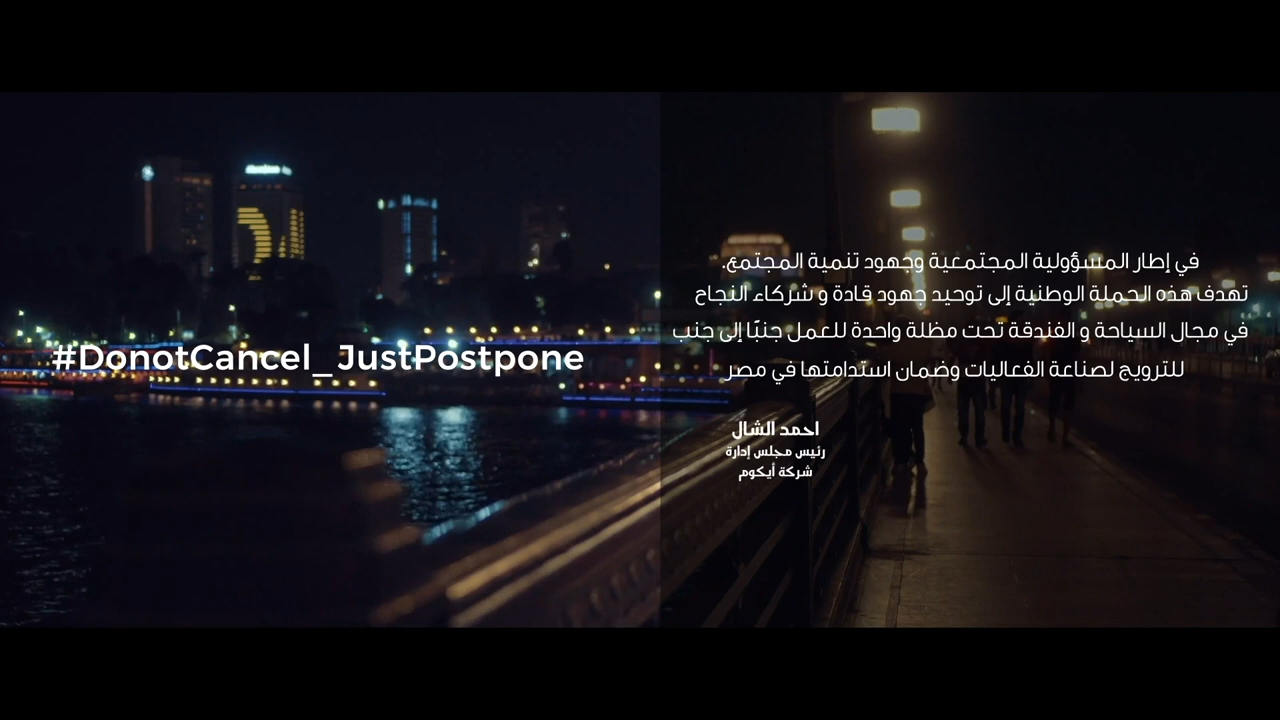 #DonotCancel_JustPostpone
في إطار المسؤولية المجتمعية وجهود تنمية المجتمع.
تهدف هذه الحملة الوطنية إلى توحيد جهود قادة و شركاء النجاح
في مجال السياحة و الفندقة تحت مظلة واحدة للعمل جنبًا إلى جنب
للترويج لصناعة الفعاليات وضمان استدامتها في مصر
احمد الشال
رئيس مجلس إدارة
شركة أيكوم